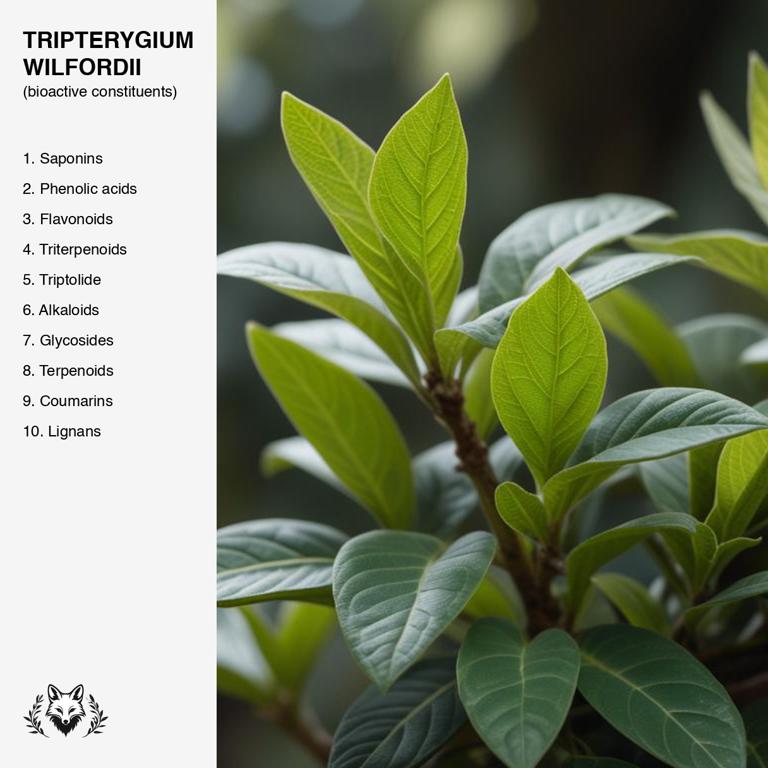 TRIPTERYGIUM
WILFORDII
(bioactive constituents)
1. Saponins
2. Phenolic acids
3. Flavonoids
4. Triterpenoids
5. Triptolide
6. Alkaloids
7. Glycosides
8. Terpenoids
9. Coumarins
10. Lignans